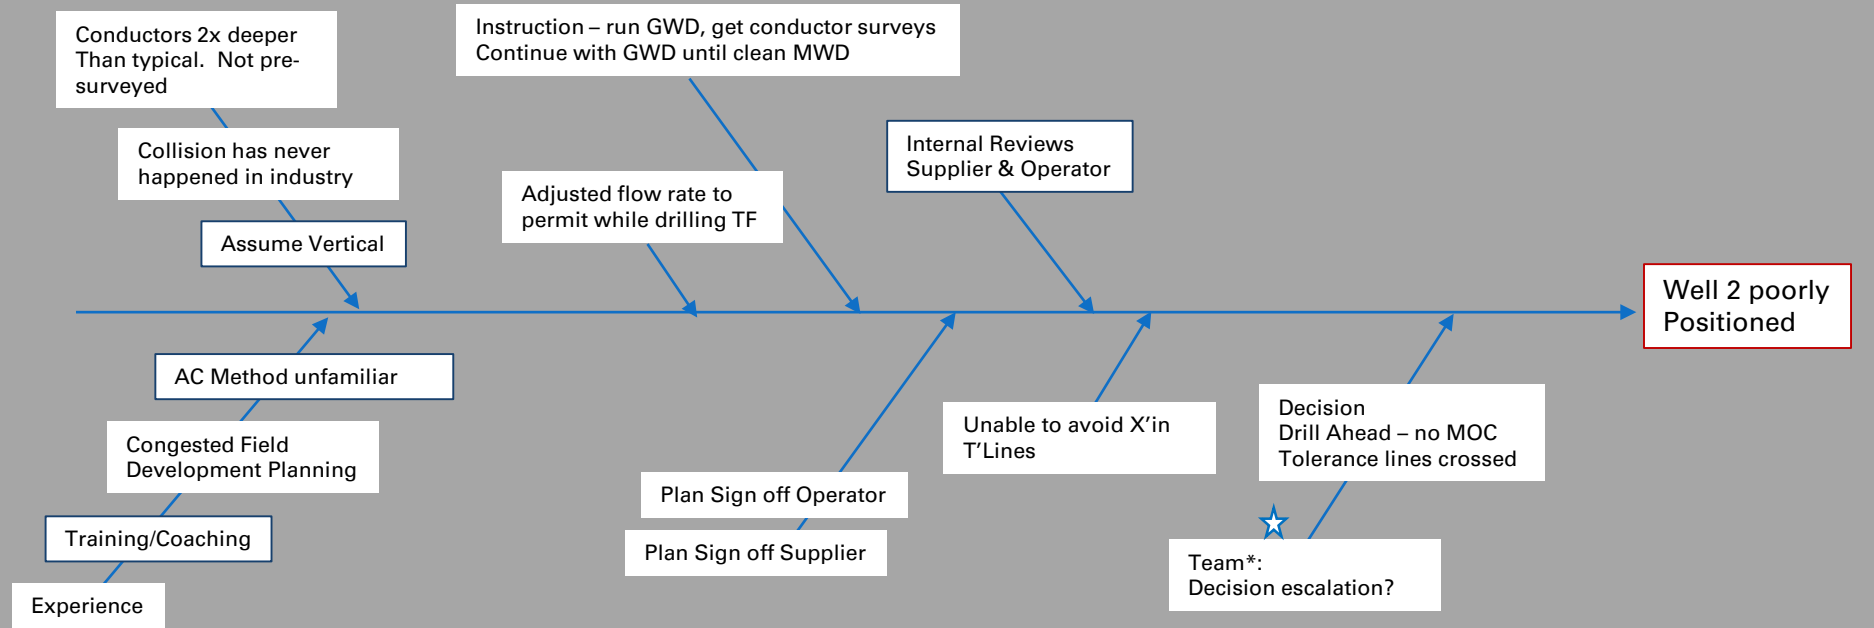 Conductors 2x deeper
Than typical.  Not pre-
surveyed
Collision has never
happened in industry
Assume Vertical
Instruction – run GWD, get conductor surveys
Continue with GWD until clean MWD
Adjusted flow rate to
permit while drilling TF
Internal Reviews
Supplier & Operator
Well 2 poorly
Positioned
AC Method unfamiliar
Congested Field
Development Planning
Training/Coaching
Experience
Plan Sign off Operator
Plan Sign off Supplier
Unable to avoid X’in
T’Lines
Decision
Drill Ahead – no MOC
Tolerance lines crossed
Team*:
Decision escalation?